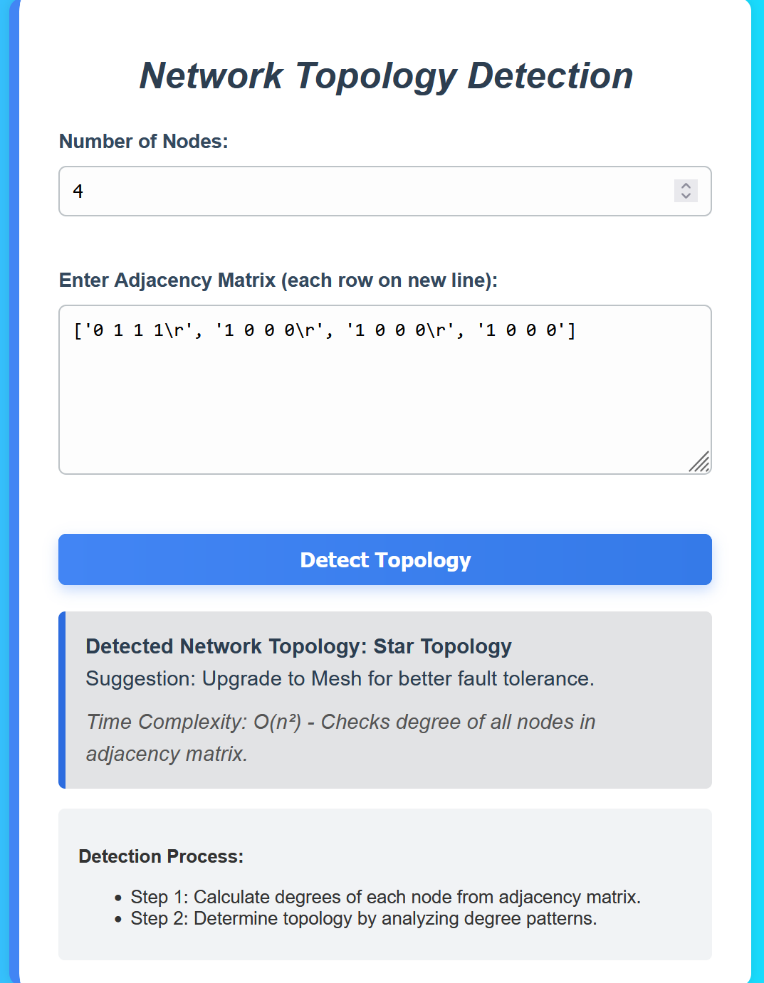 Network Topology Detection
Number of Nodes:
4
Enter Adjacency Matrix (each row on new line):
['0 1 1 1\r', '1 0 0 0\r', '1 0 0 0\r', '1 0 0 0']
Detect Topology
Detected Network Topology: Star Topology
Suggestion: Upgrade to Mesh for better fault tolerance.
Time Complexity: O(n²) - Checks degree of all nodes in
adjacency matrix.
Detection Process:
• Step 1: Calculate degrees of each node from adjacency matrix.
• Step 2: Determine topology by analyzing degree patterns.